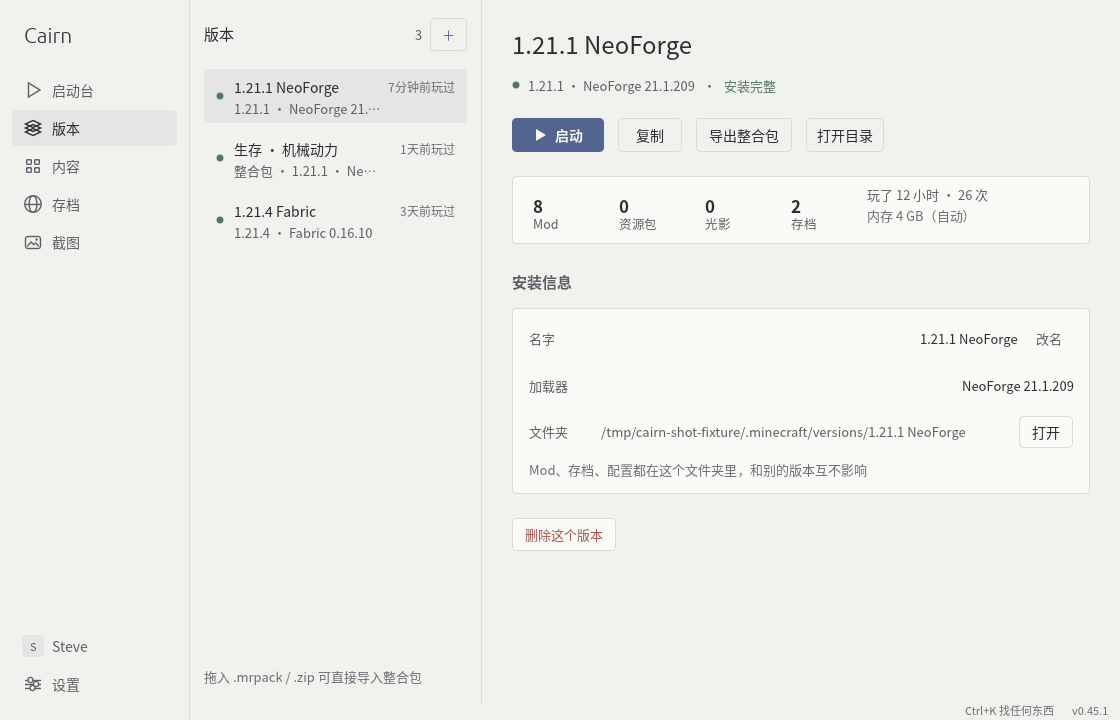 Cairn
启动台
版本
内容
存档
截图
S Steve
设置
版本 3 +
1.21.1 NeoForge 7分钟前玩过
1.21.1 · NeoForge 21.…
生存 · 机械动力 1天前玩过
整合包 · 1.21.1 · Ne…
1.21.4 Fabric 3天前玩过
1.21.4 · Fabric 0.16.10
拖入 .mrpack / .zip 可直接导入整合包
1.21.1 NeoForge
1.21.1 · NeoForge 21.1.209 · 安装完整
启动 复制 导出整合包 打开目录
8 0 0 2
Mod 资源包 光影 存档
玩了 12 小时 · 26 次
内存 4 GB（自动）
安装信息
名字 1.21.1 NeoForge 改名
加载器 NeoForge 21.1.209
文件夹 /tmp/cairn-shot-fixture/.minecraft/versions/1.21.1 NeoForge 打开
Mod、存档、配置都在这个文件夹里，和别的版本互不影响
删除这个版本
Ctrl+K 找任何东西 v0.45.1